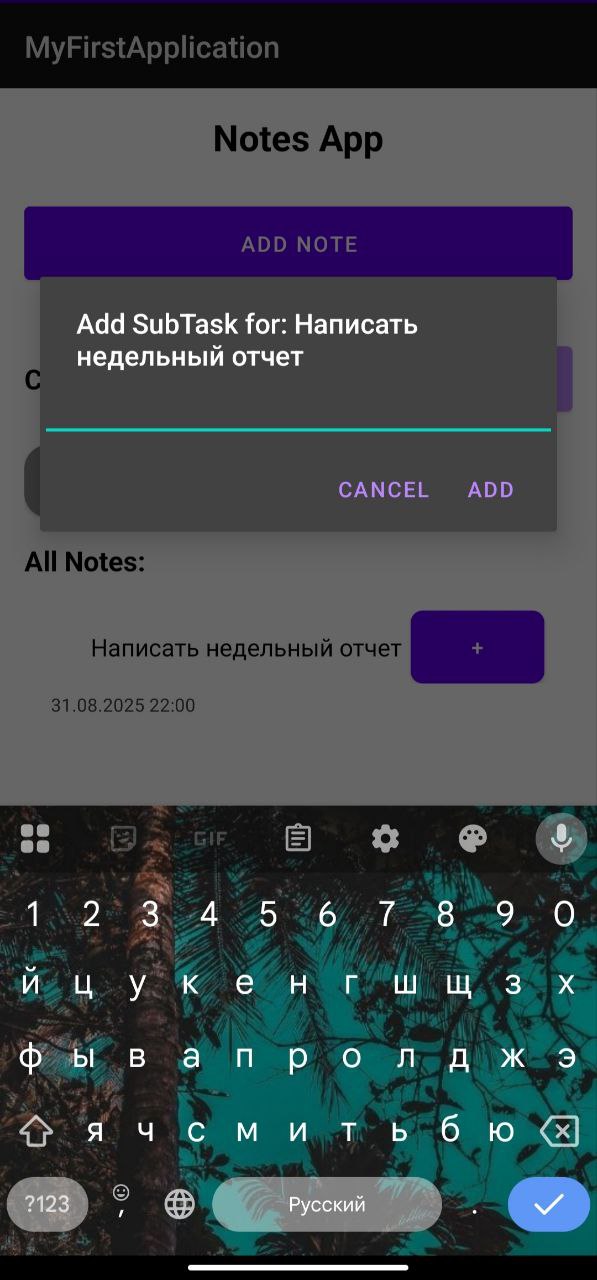 MyFirstApplication
Notes App
ADD NOTE
Add SubTask for: Написать
недельный отчет
C
CANCEL ADD
All Notes:
Написать недельный отчет +
31.08.2025 22:00
GIF
1 2 3 4 5 6 7 8 9 0
й ц у к е н г ш щ з х
ф ы в а п р о л д ж э
я ч с м и т ь б ю
?123 , Русский .